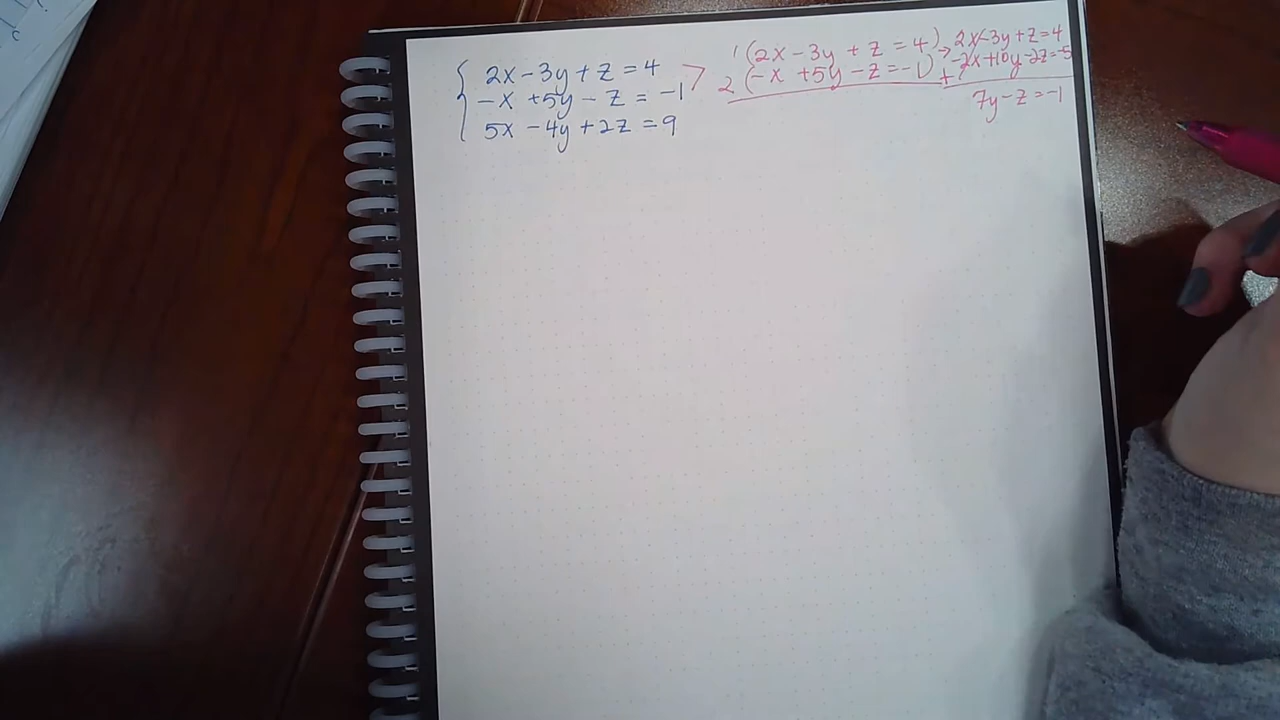 2x - 3y + z = 4
-x + 5y - z = -1
5x - 4y + 2z = 9
1 (2x - 3y + z = 4) → 2x - 3y + z = 4
2 (-x + 5y - z = -1) + -2x + 10y - 2z = -5
7y - z = -1
c